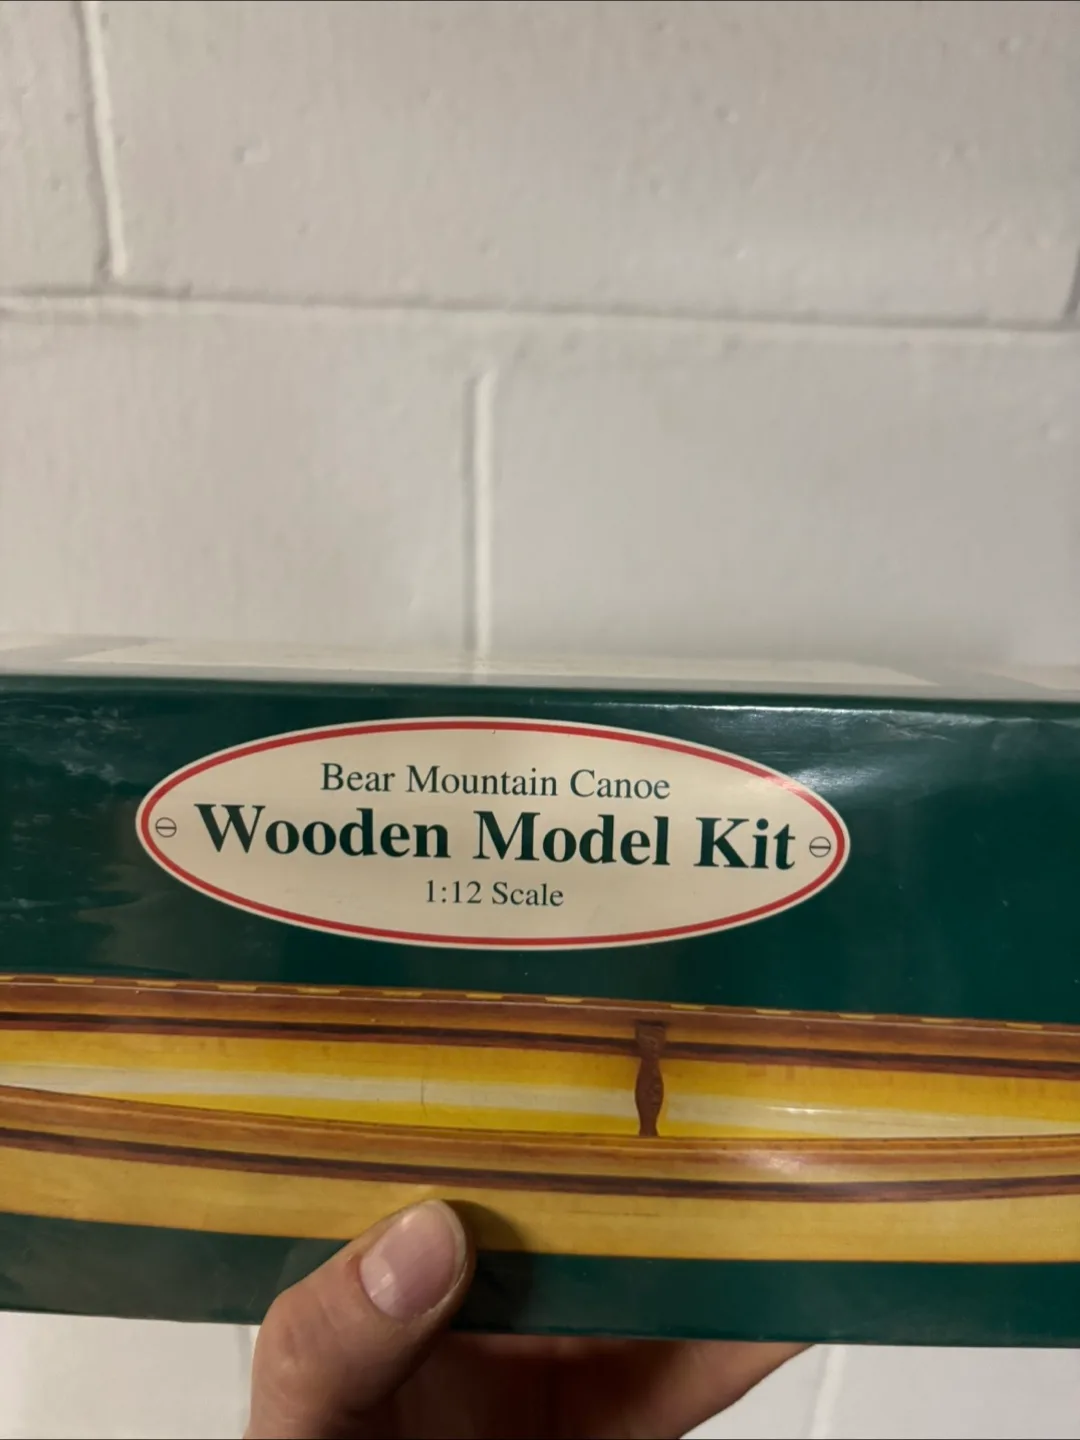 Bear Mountain Canoe
Wooden Model Kit
1:12 Scale